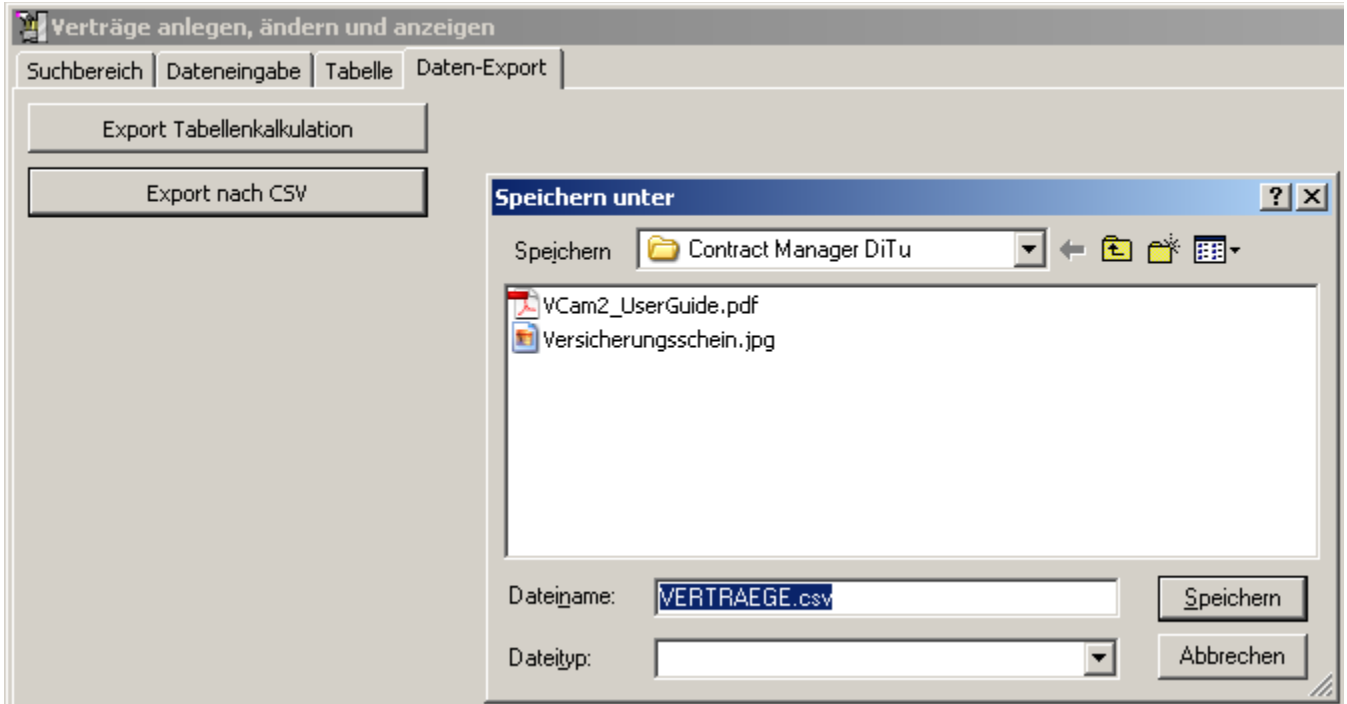 Verträge anlegen, ändern und anzeigen
Suchbereich Dateneingabe Tabelle Daten-Export
Export Tabellenkalkulation
Export nach CSV
Speichern unter
Speichern Contract Manager DiTu
VCam2_UserGuide.pdf
Versicherungsschein.jpg
Dateiname: VERTRAEGE.csv Speichern
Dateityp: Abbrechen